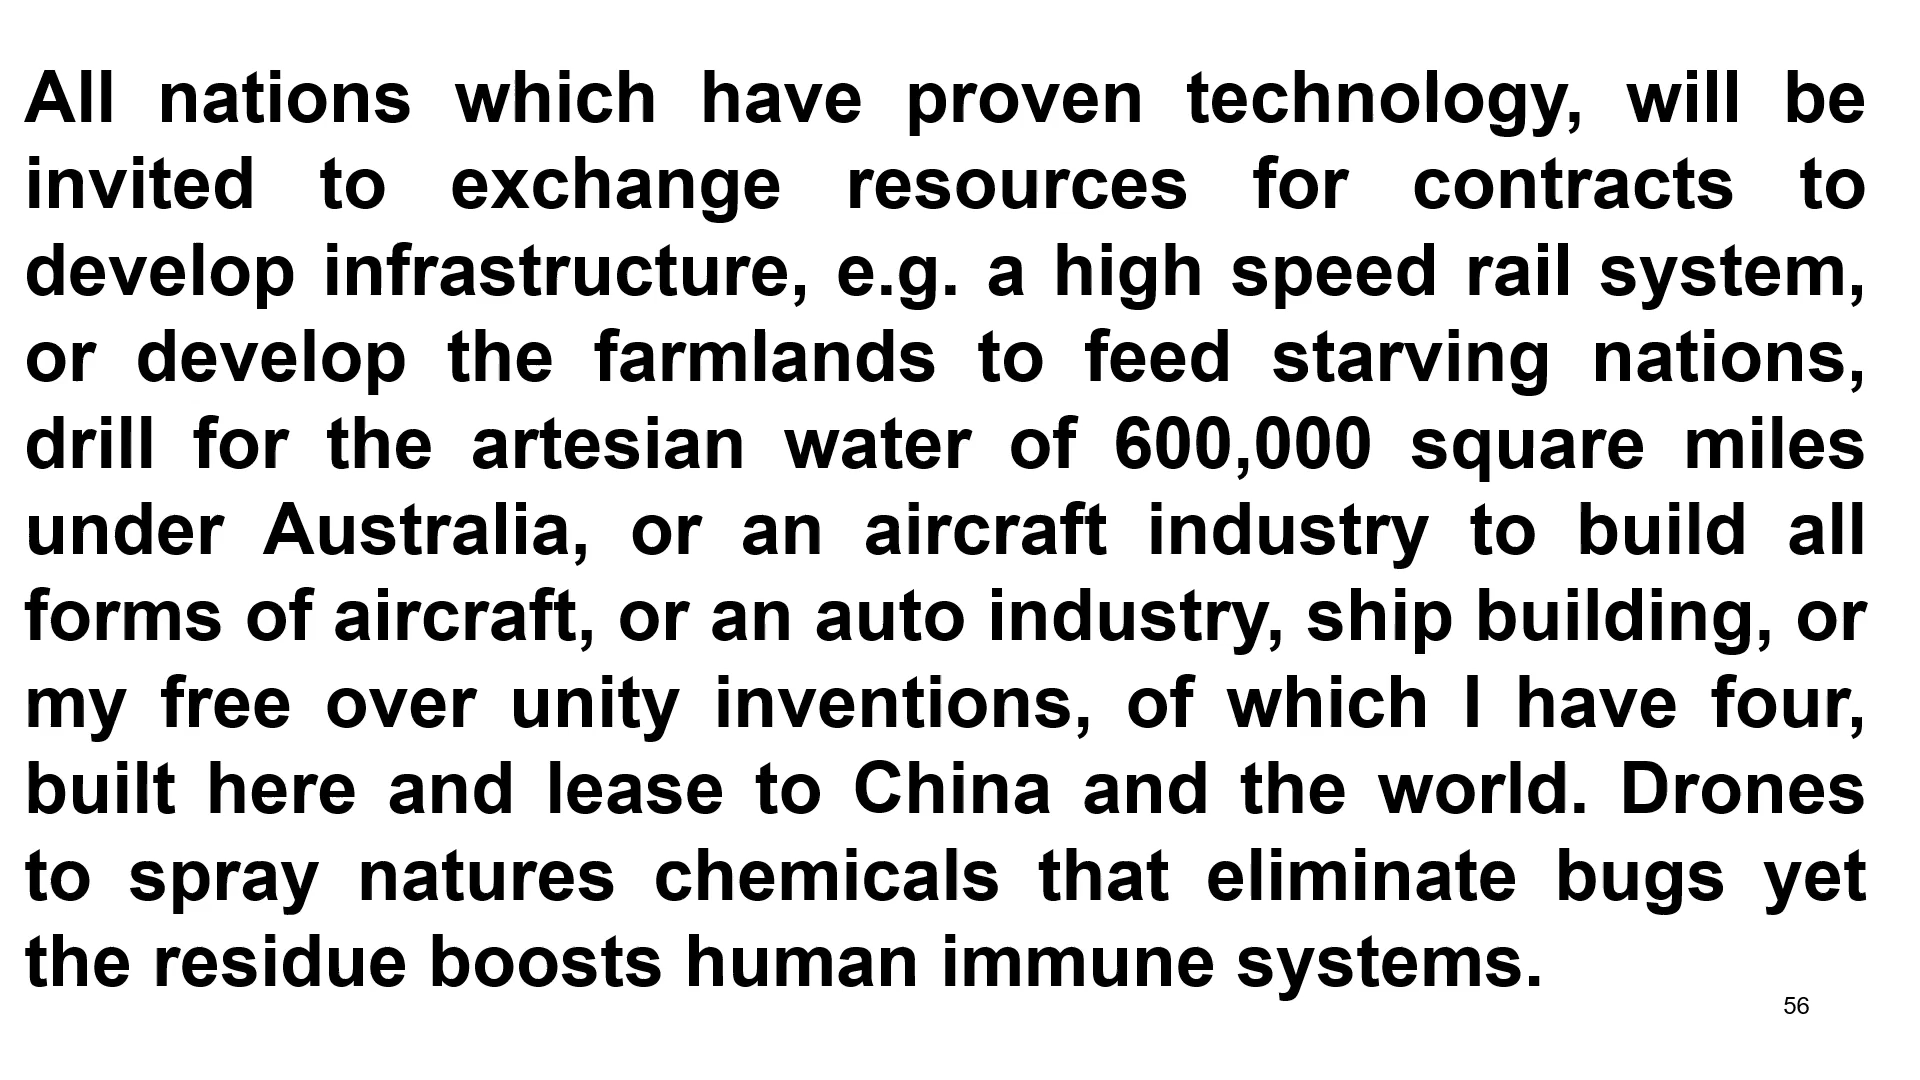 All nations which have proven technology, will be
invited to exchange resources for contracts to
develop infrastructure, e.g. a high speed rail system,
or develop the farmlands to feed starving nations,
drill for the artesian water of 600,000 square miles
under Australia, or an aircraft industry to build all
forms of aircraft, or an auto industry, ship building, or
my free over unity inventions, of which I have four,
built here and lease to China and the world. Drones
to spray natures chemicals that eliminate bugs yet
the residue boosts human immune systems.
56